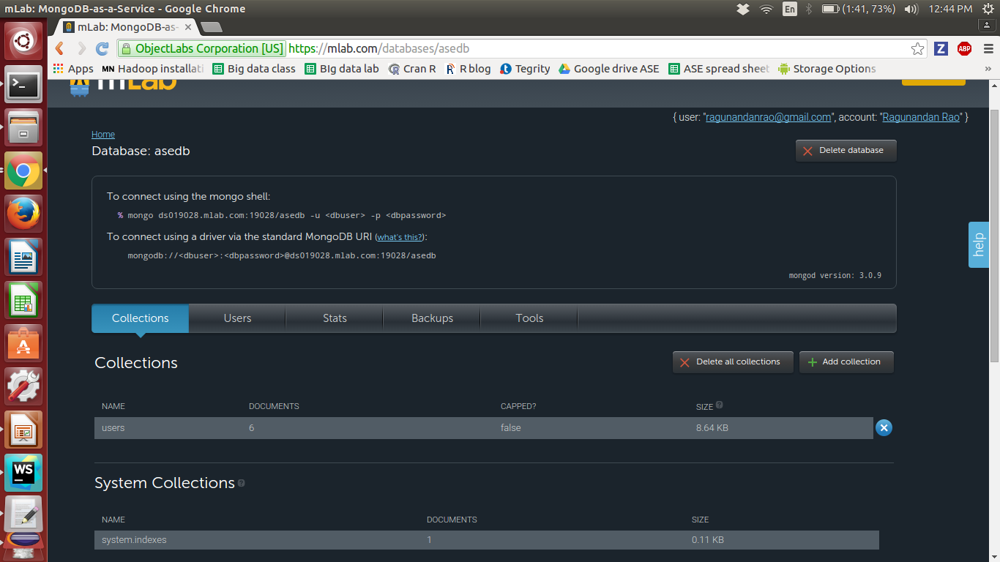 mLab: MongoDB-as-a-Service - Google Chrome
En (1:41, 73%) 12:44 PM
mLab: MongoDB-as-
ObjectLabs Corporation [US] https://mlab.com/databases/asedb
Z ABP
Apps MN Hadoop installati Big data class BIg data lab Cran R R blog Tegrity Google drive ASE ASE spread sheet Storage Options »
mLab
{ user: "ragunandanrao@gmail.com", account: "Ragunandan Rao" }
Home
Database: asedb
Delete database
To connect using the mongo shell:
% mongo ds019028.mlab.com:19028/asedb -u <dbuser> -p <dbpassword>
To connect using a driver via the standard MongoDB URI (what's this?):
mongodb://<dbuser>:<dbpassword>@ds019028.mlab.com:19028/asedb
mongod version: 3.0.9
help
Collections Users Stats Backups Tools
Collections
Delete all collections Add collection
NAME DOCUMENTS CAPPED? SIZE ?
users 6 false 8.64 KB
WS
System Collections ?
NAME DOCUMENTS SIZE
system.indexes 1 0.11 KB